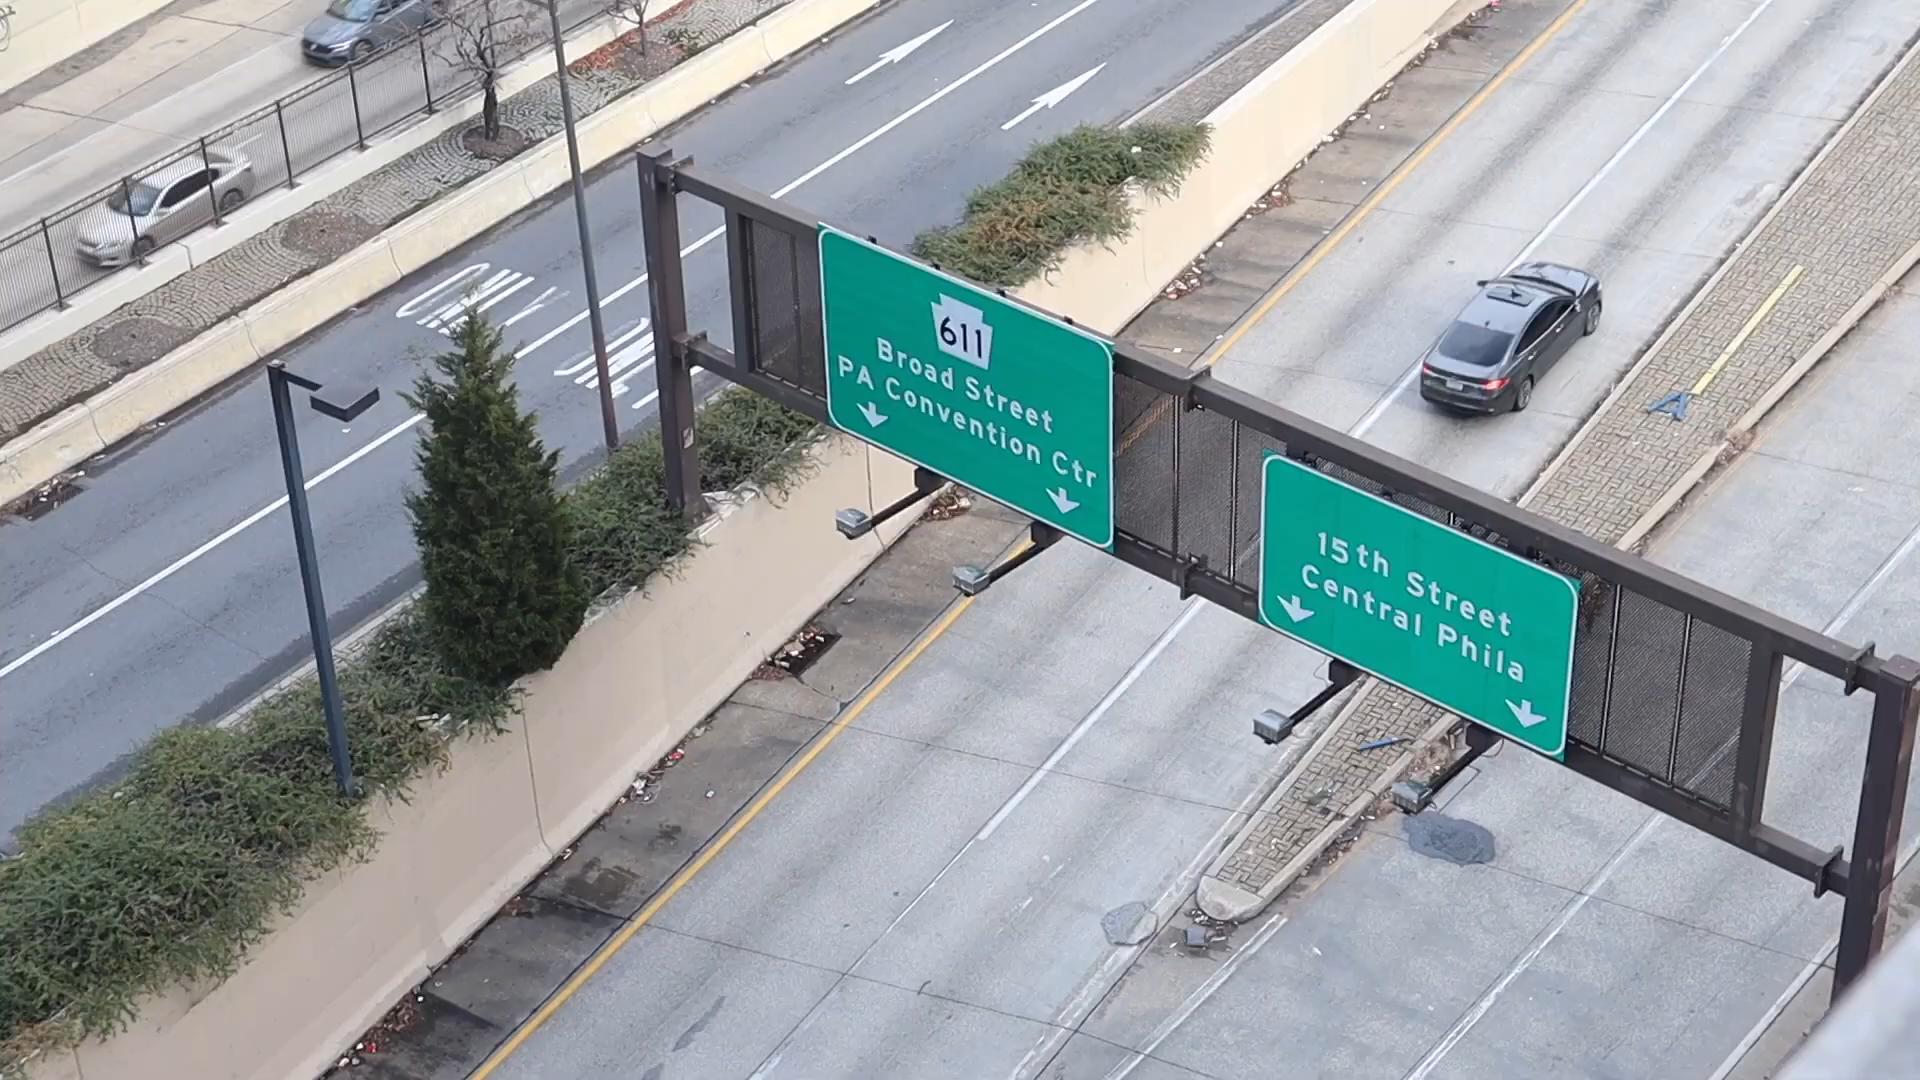 611
Broad Street
PA Convention Ctr
15th Street
Central Phila
ONLY